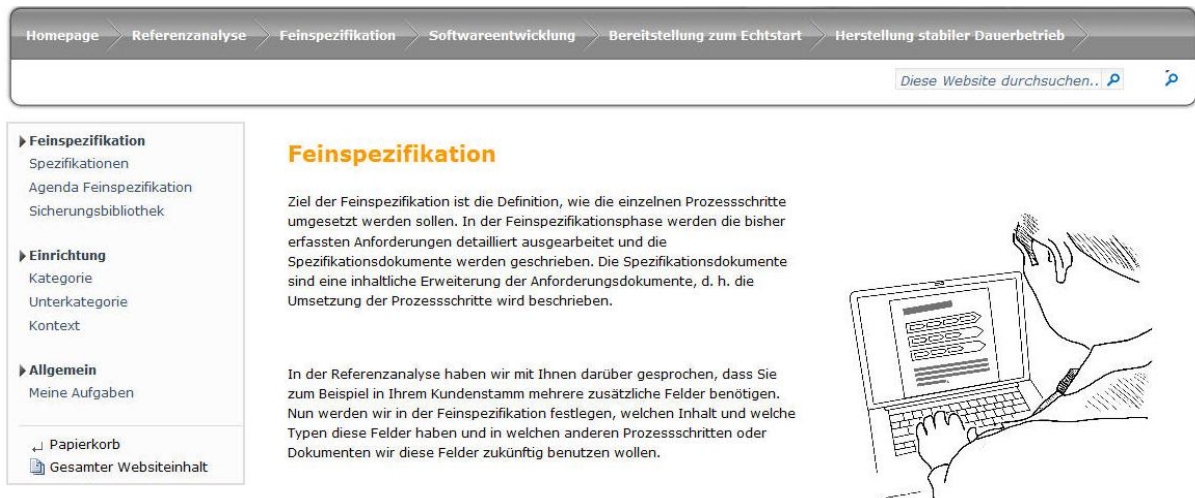 Homepage Referenzanalyse Feinspezifikation Softwareentwicklung Bereitstellung zum Echtstart Herstellung stabiler Dauerbetrieb
Diese Website durchsuchen..
Feinspezifikation
Spezifikationen
Agenda Feinspezifikation
Sicherungsbibliothek
Einrichtung
Kategorie
Unterkategorie
Kontext
Allgemein
Meine Aufgaben
Papierkorb
Gesamter Websiteinhalt
Feinspezifikation
Ziel der Feinspezifikation ist die Definition, wie die einzelnen Prozessschritte
umgesetzt werden sollen. In der Feinspezifikationsphase werden die bisher
erfassten Anforderungen detailliert ausgearbeitet und die
Spezifikationsdokumente werden geschrieben. Die Spezifikationsdokumente
sind eine inhaltliche Erweiterung der Anforderungsdokumente, d. h. die
Umsetzung der Prozessschritte wird beschrieben.
In der Referenzanalyse haben wir mit Ihnen darüber gesprochen, dass Sie
zum Beispiel in Ihrem Kundenstamm mehrere zusätzliche Felder benötigen.
Nun werden wir in der Feinspezifikation festlegen, welchen Inhalt und welche
Typen diese Felder haben und in welchen anderen Prozessschritten oder
Dokumenten wir diese Felder zukünftig benutzen wollen.